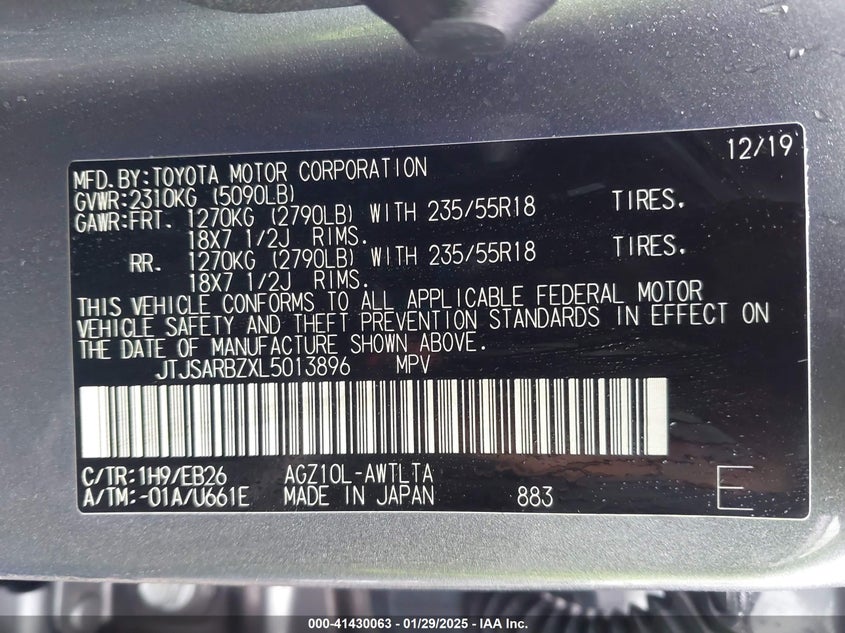 12/19
MFD.BY:TOYOTA MOTOR CORPORATION
GVWR:2310KG (5090LB)
GAWR:FRT. 1270KG (2790LB) WITH 235/55R18 TIRES.
18X7 1/2J RIMS.
RR. 1270KG (2790LB) WITH 235/55R18 TIRES.
18X7 1/2J RIMS.
THIS VEHICLE CONFORMS TO ALL APPLICABLE FEDERAL MOTOR
VEHICLE SAFETY AND THEFT PREVENTION STANDARDS IN EFFECT ON
THE DATE OF MANUFACTURE SHOWN ABOVE.
JTJSARBZXL5013896 MPV
C/TR:1H9/EB26 AGZ10L-AWTLTA
A/TM:-01A/U661E MADE IN JAPAN 883 E
000-41430063 - 01/29/2025 - IAA Inc.